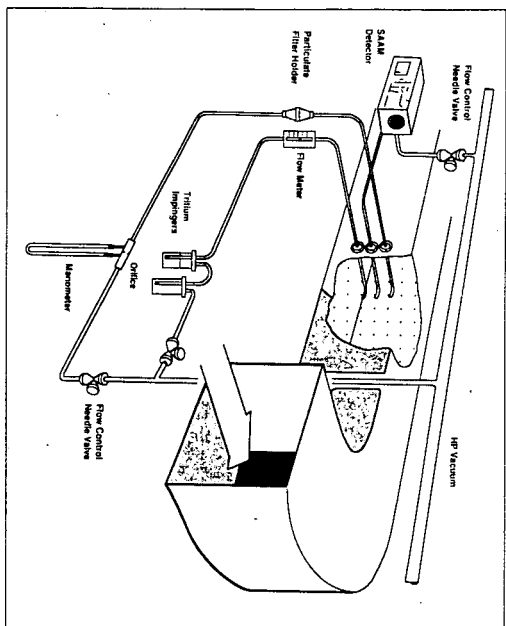 Flow Control
Needle Valve
SAAM
Detector
Particulate
Filter Holder
Flow Meter
Tritium
Impingers
Orifice
Manometer
Flow Control
Needle Valve
HP Vacuum